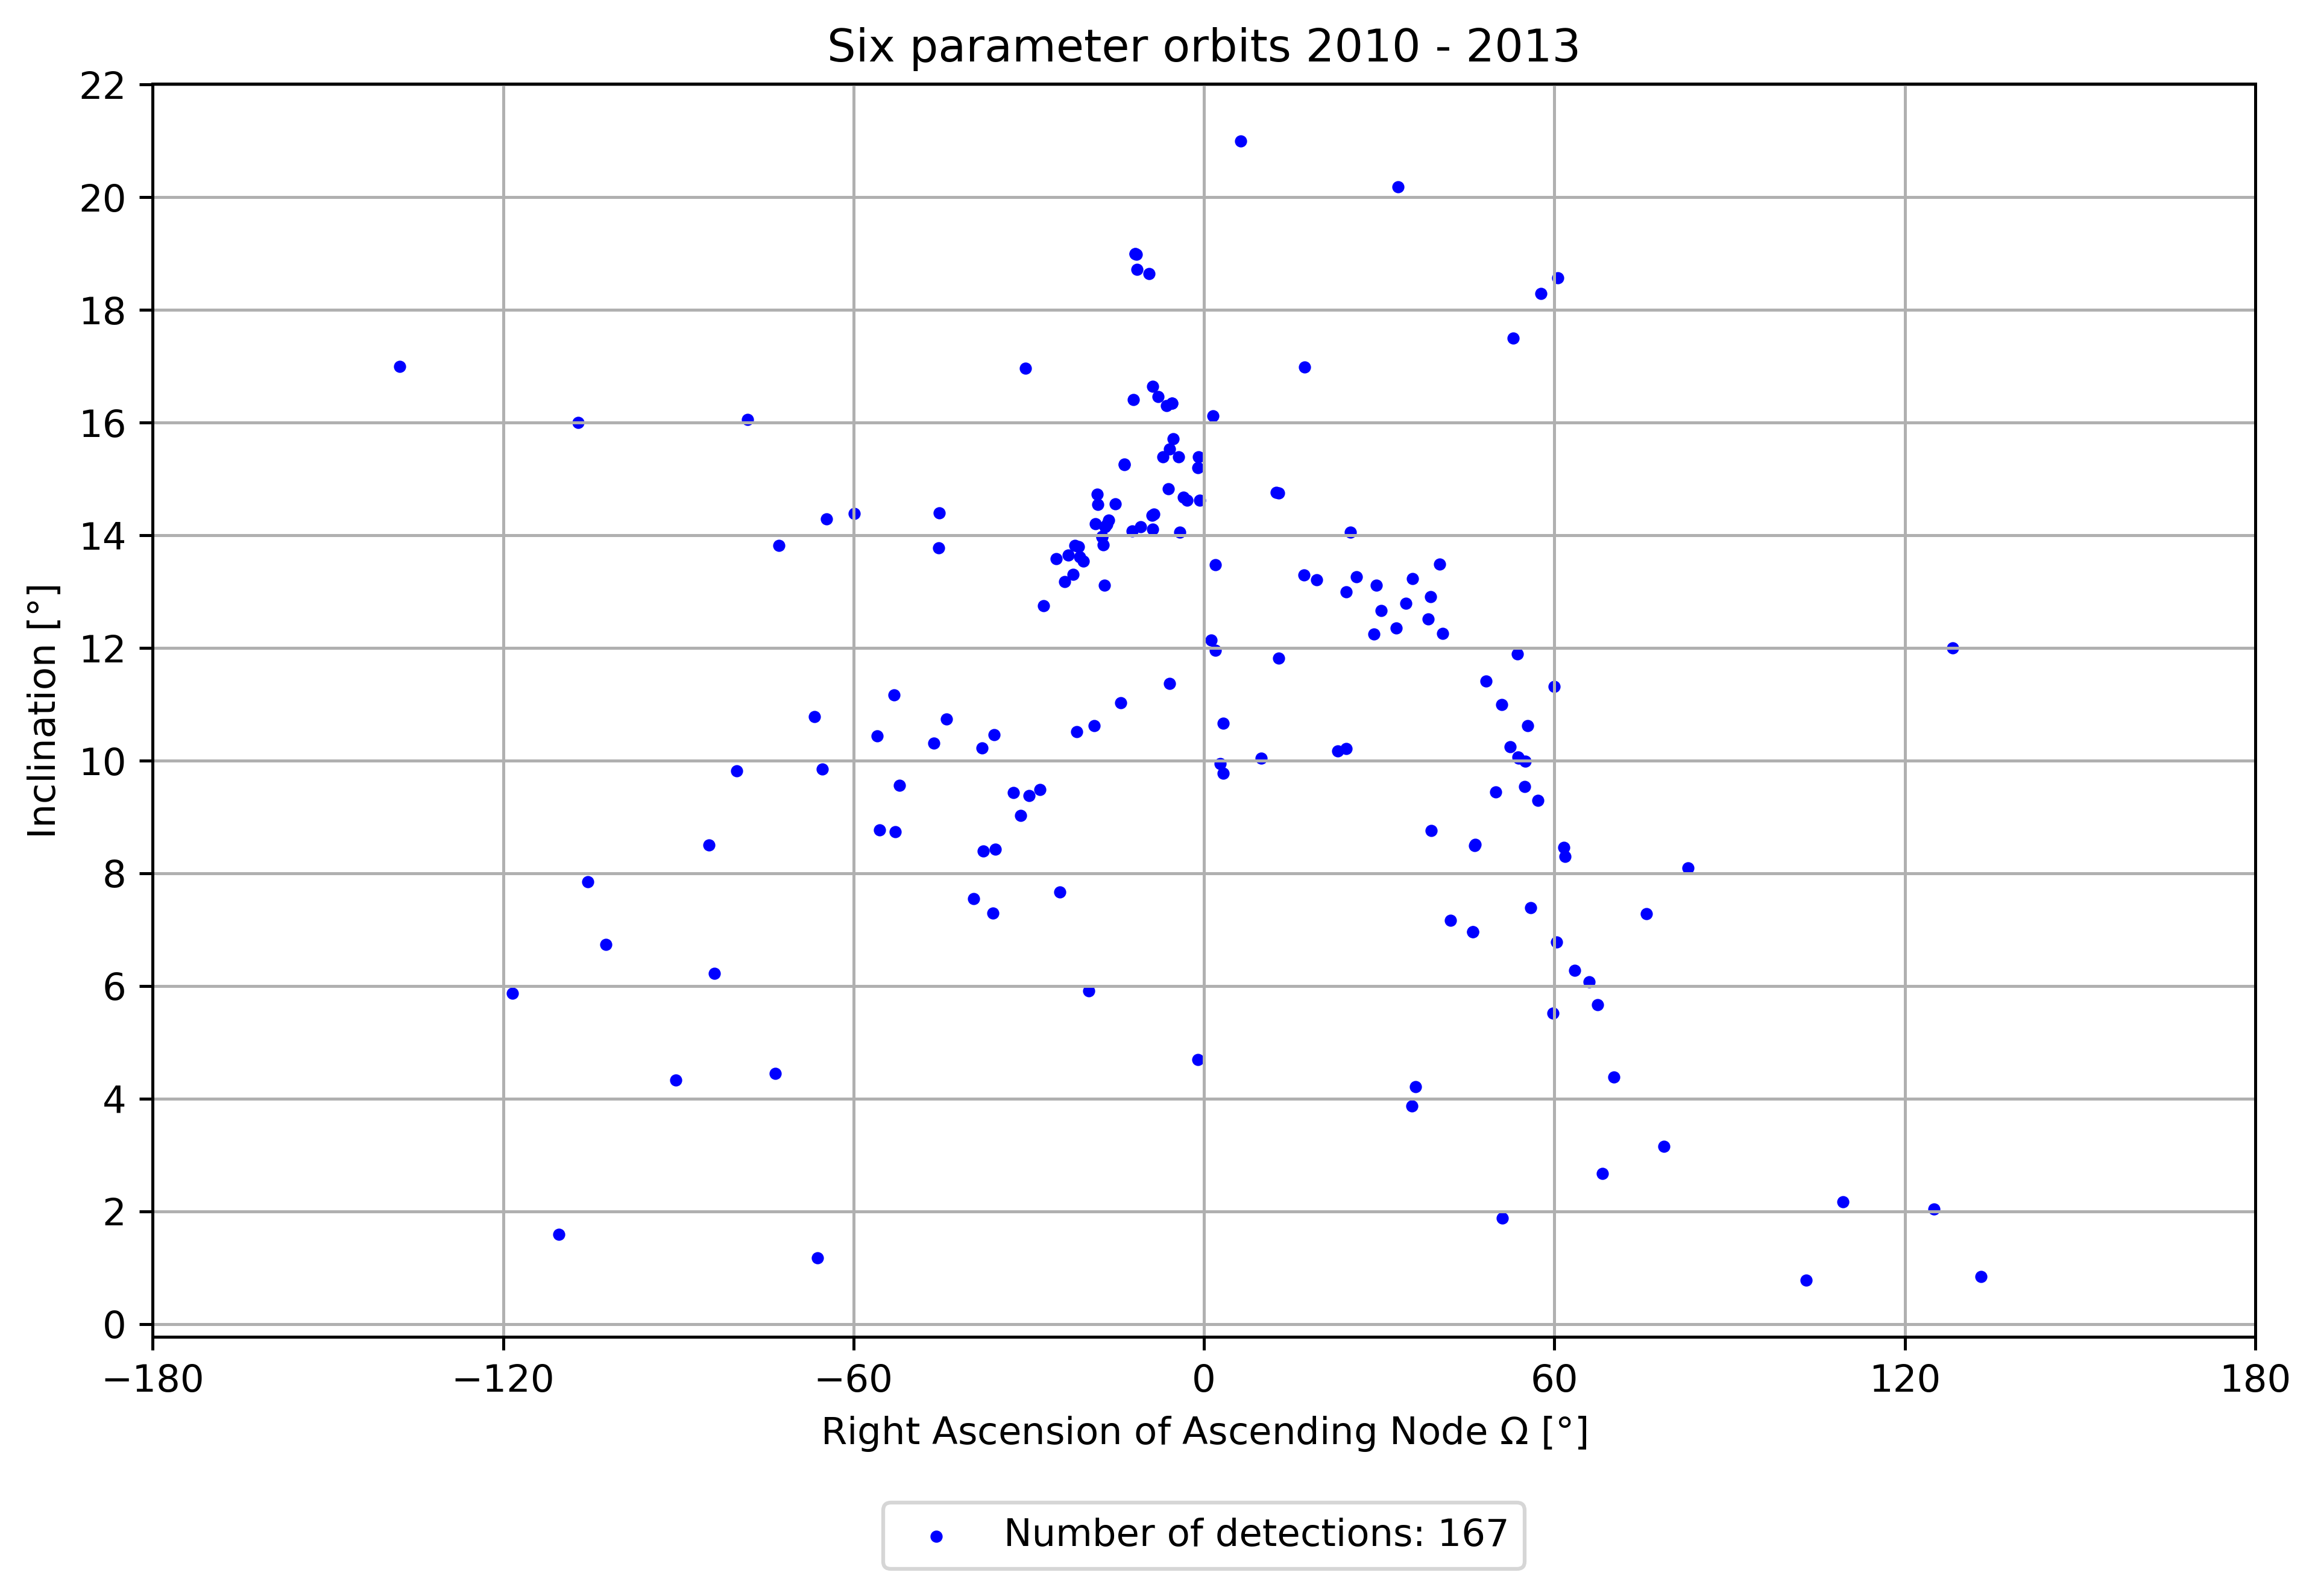 Six parameter orbits 2010 - 2013
22
20
18
16
14
12
10
8
6
4
2
0
Inclination [°]
−180 −120 −60 0 60 120 180
Right Ascension of Ascending Node Ω [°]
Number of detections: 167